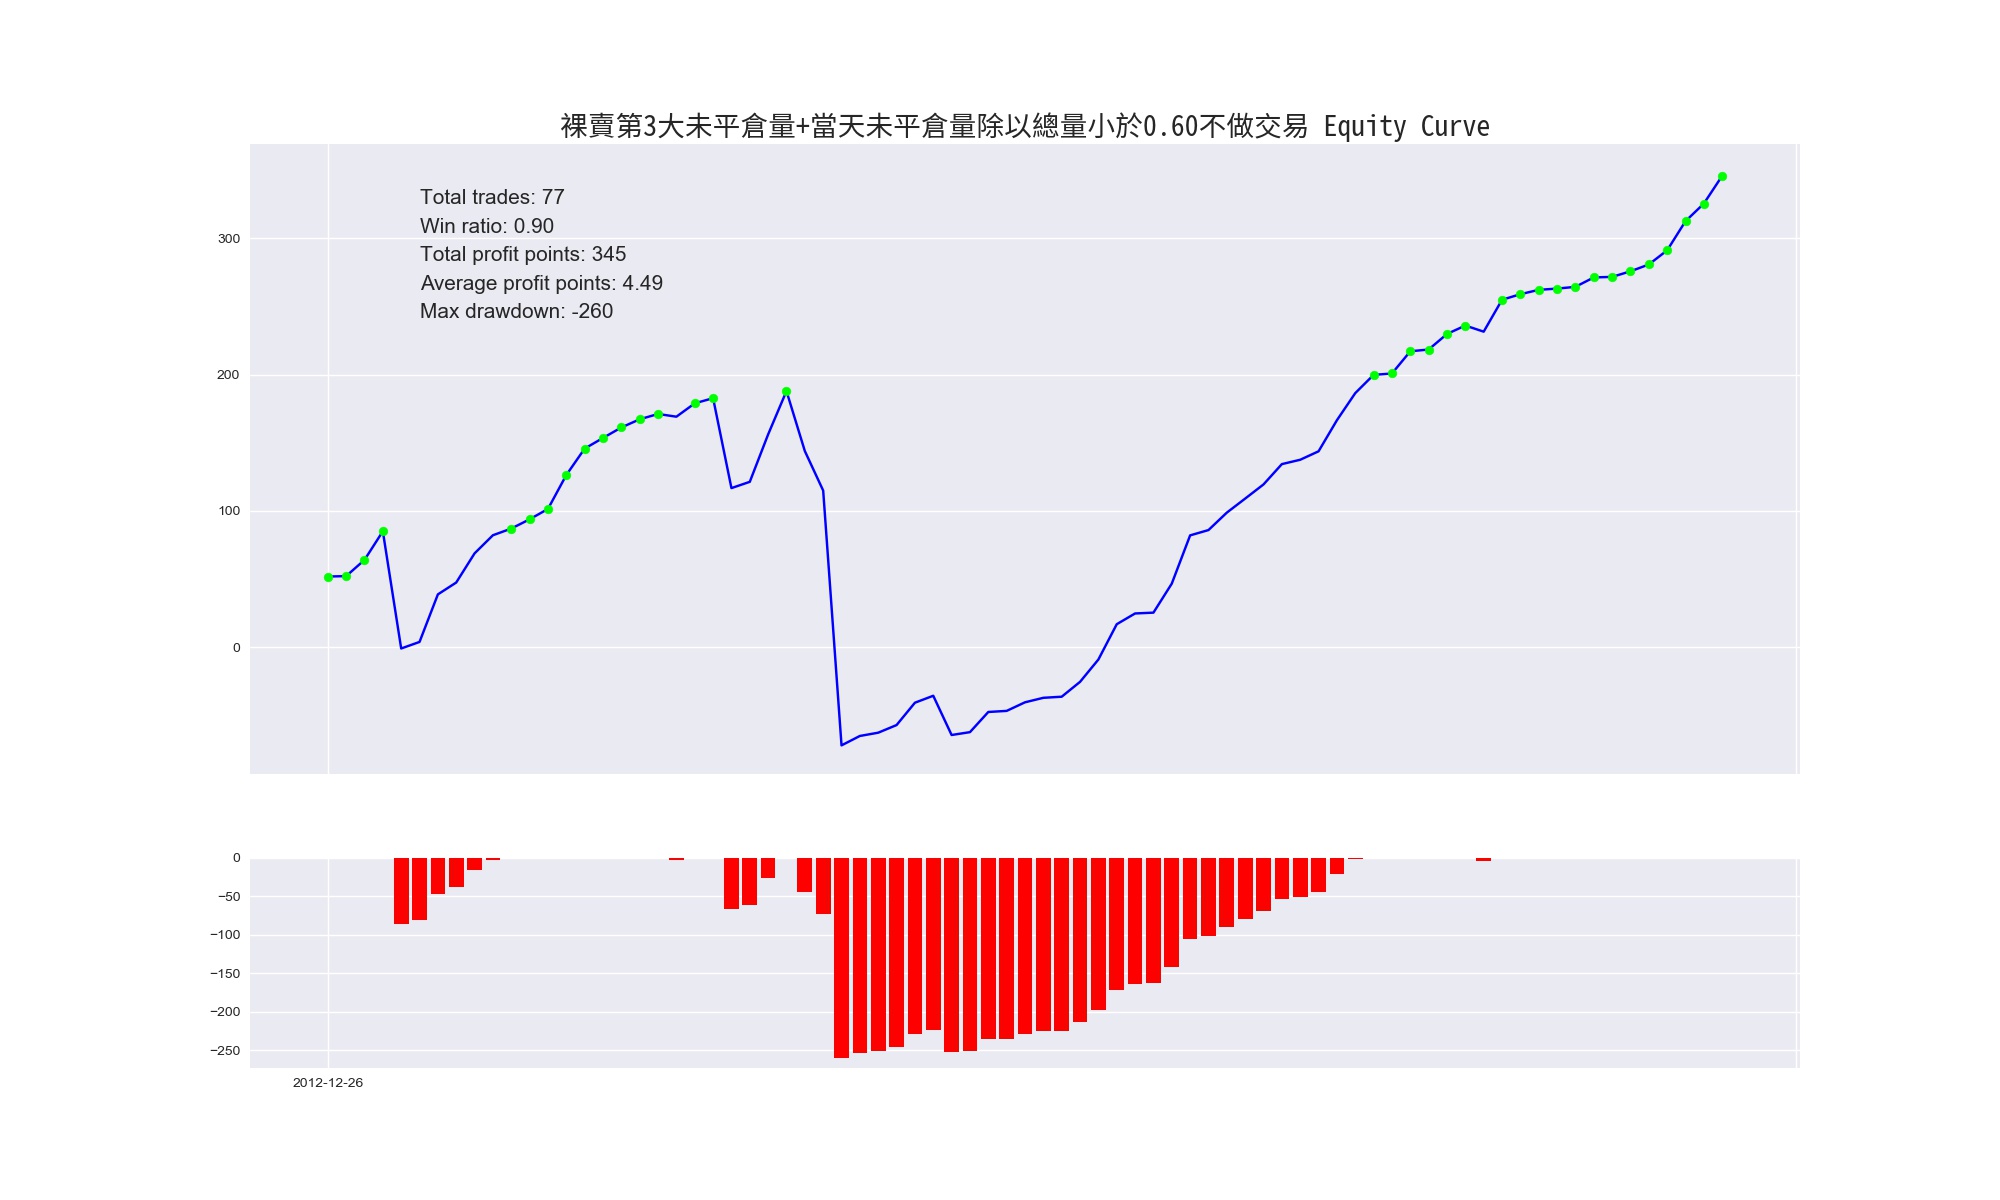 裸賣第3大未平倉量+當天未平倉量除以總量小於0.60不做交易 Equity Curve
Total trades: 77
Win ratio: 0.90
Total profit points: 345
Average profit points: 4.49
Max drawdown: -260
300
200
100
0
0
−50
−100
−150
−200
−250
2012-12-26